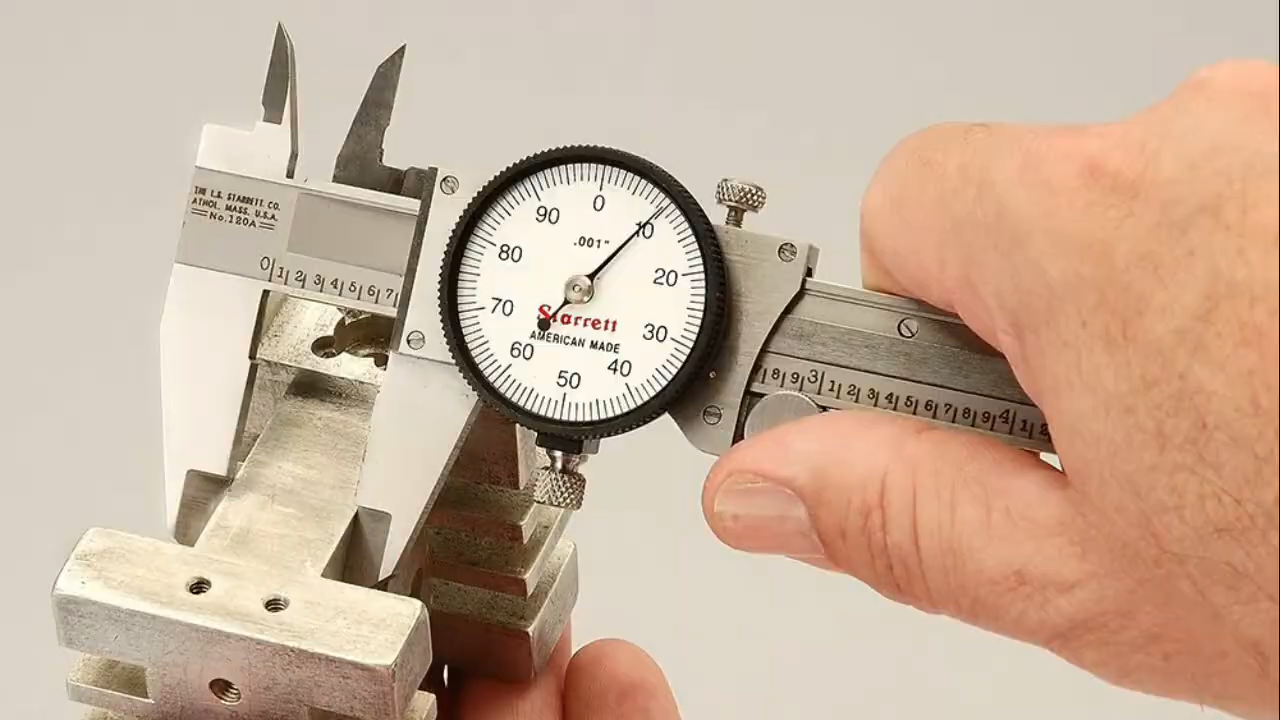 THE L.S. STARRETT CO.
ATHOL, MASS. U.S.A.
No. 120A
0 1 2 3 4 5 6 7
0
10
20
30
40
50
60
70
80
90
.001"
Starrett
AMERICAN MADE
8 9 3 1 2 3 4 5 6 7 8 9 4 1 2